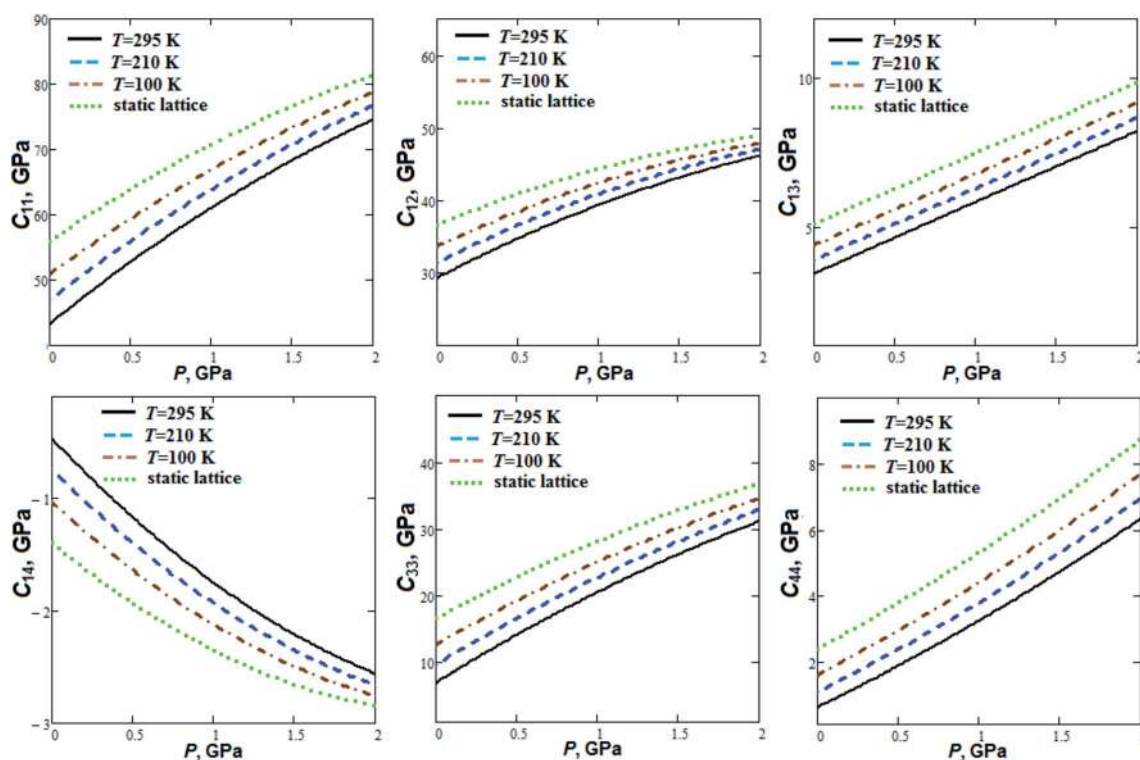 90
80
70
60
50
C11, GPa
T=295 K
T=210 K
T=100 K
static lattice
0 0.5 1 1.5 2
P, GPa
60
50
40
30
C12, GPa
T=295 K
T=210 K
T=100 K
static lattice
0 0.5 1 1.5 2
P, GPa
10
5
C13, GPa
T=295 K
T=210 K
T=100 K
static lattice
0 0.5 1 1.5 2
P, GPa
−1
−2
−3
C14, GPa
T=295 K
T=210 K
T=100 K
static lattice
0 0.5 1 1.5 2
P, GPa
40
30
20
10
C33, GPa
T=295 K
T=210 K
T=100 K
static lattice
0 0.5 1 1.5 2
P, GPa
8
6
4
2
C44, GPa
T=295 K
T=210 K
T=100 K
static lattice
0 0.5 1 1.5 2
P, GPa